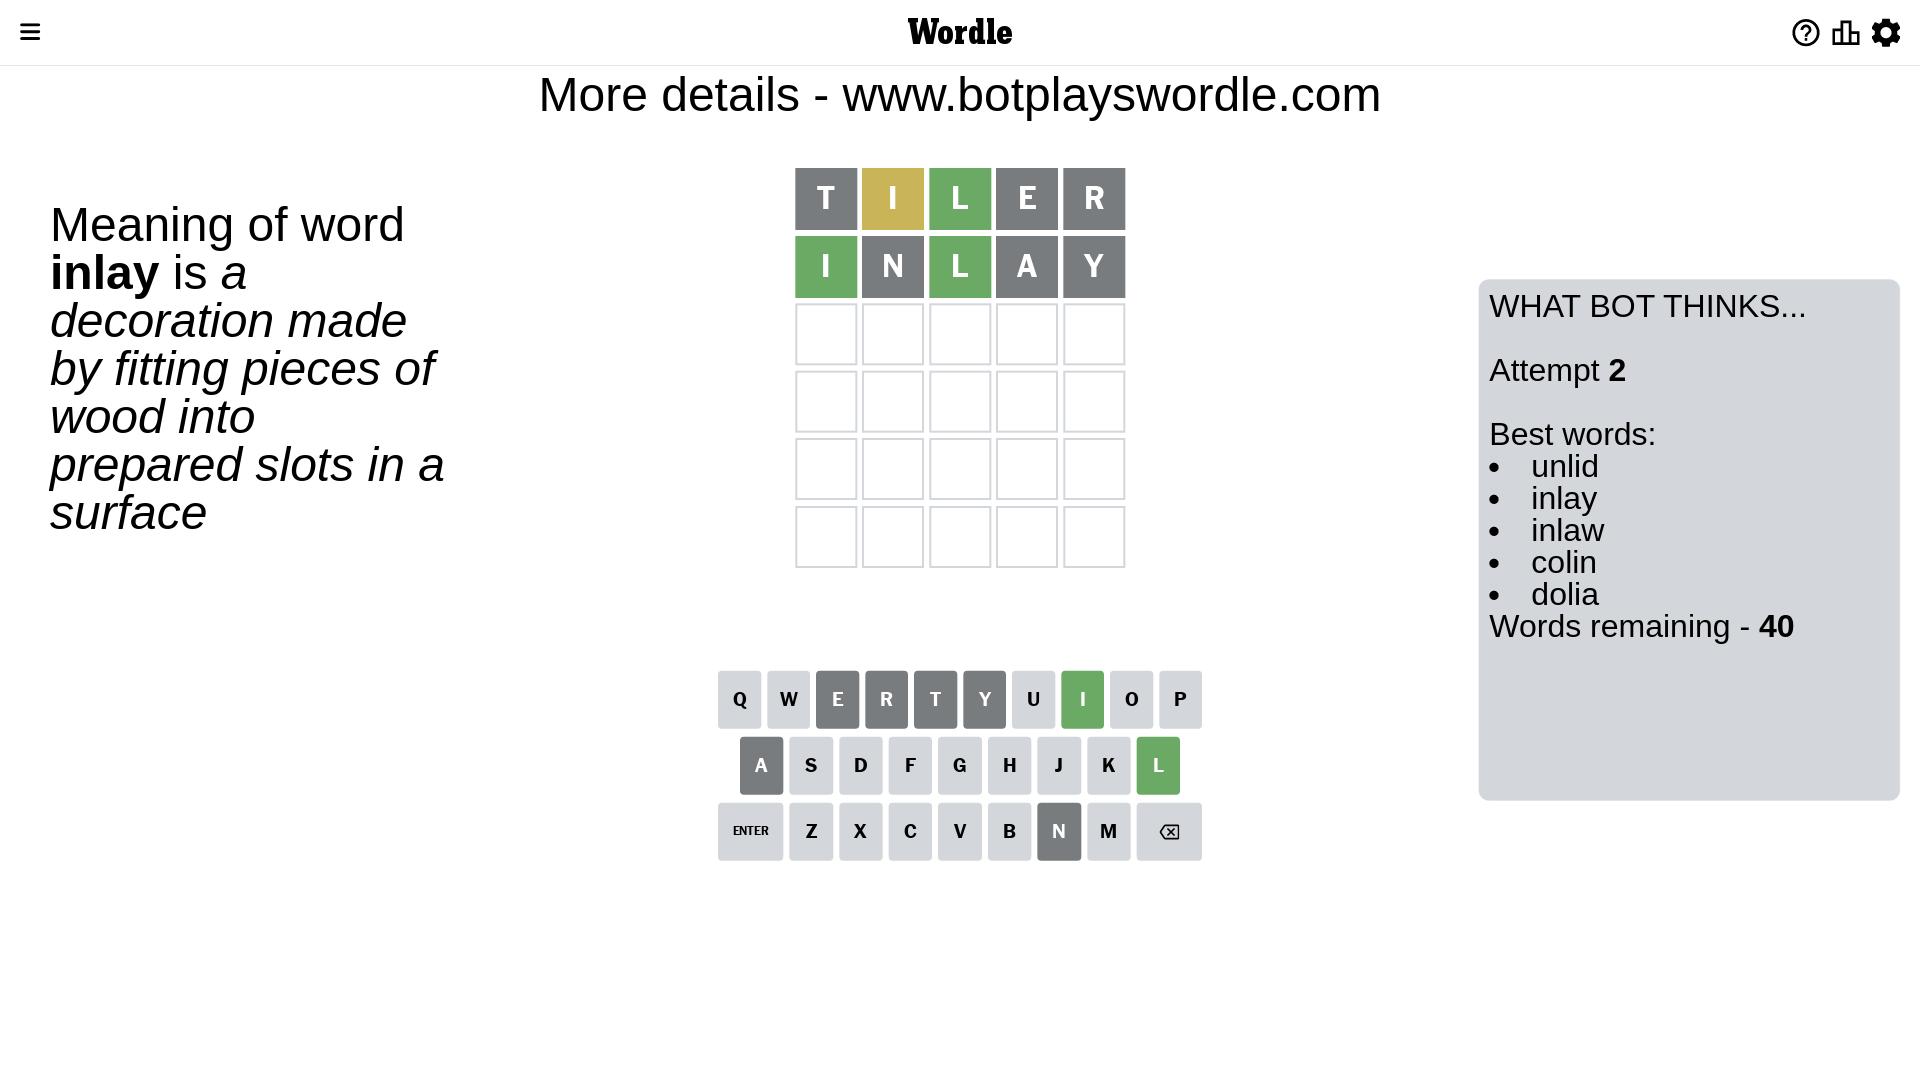 Wordle
More details - www.botplayswordle.com
Meaning of word
inlay is a
decoration made
by fitting pieces of
wood into
prepared slots in a
surface
T I L E R
I N L A Y
WHAT BOT THINKS...
Attempt 2
Best words:
• unlid
• inlay
• inlaw
• colin
• dolia
Words remaining - 40
Q W E R T Y U I O P
A S D F G H J K L
ENTER Z X C V B N M